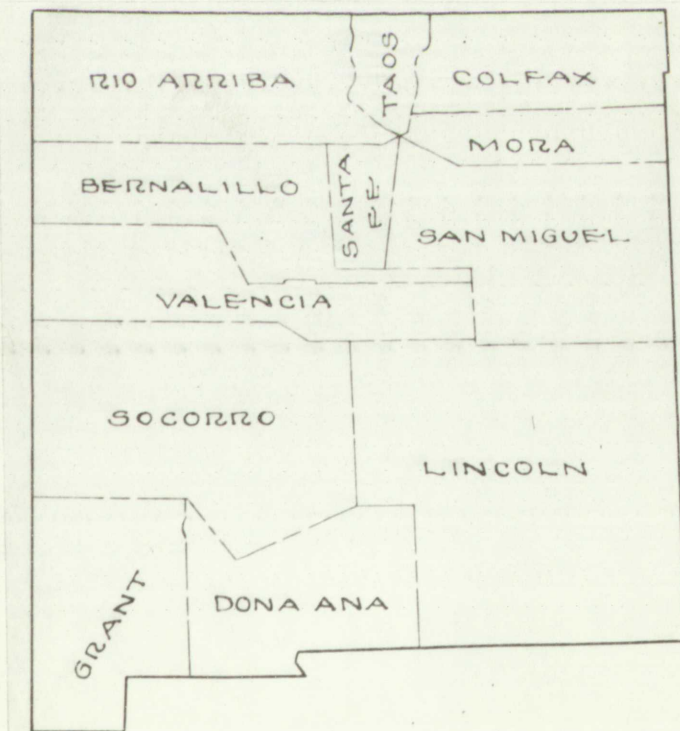 RIO ARRIBA
TAOS
COLFAX
MORA
BERNALILLO
SANTA
FE
SAN MIGUEL
VALENCIA
SOCORRO
LINCOLN
GRANT
DONA ANA